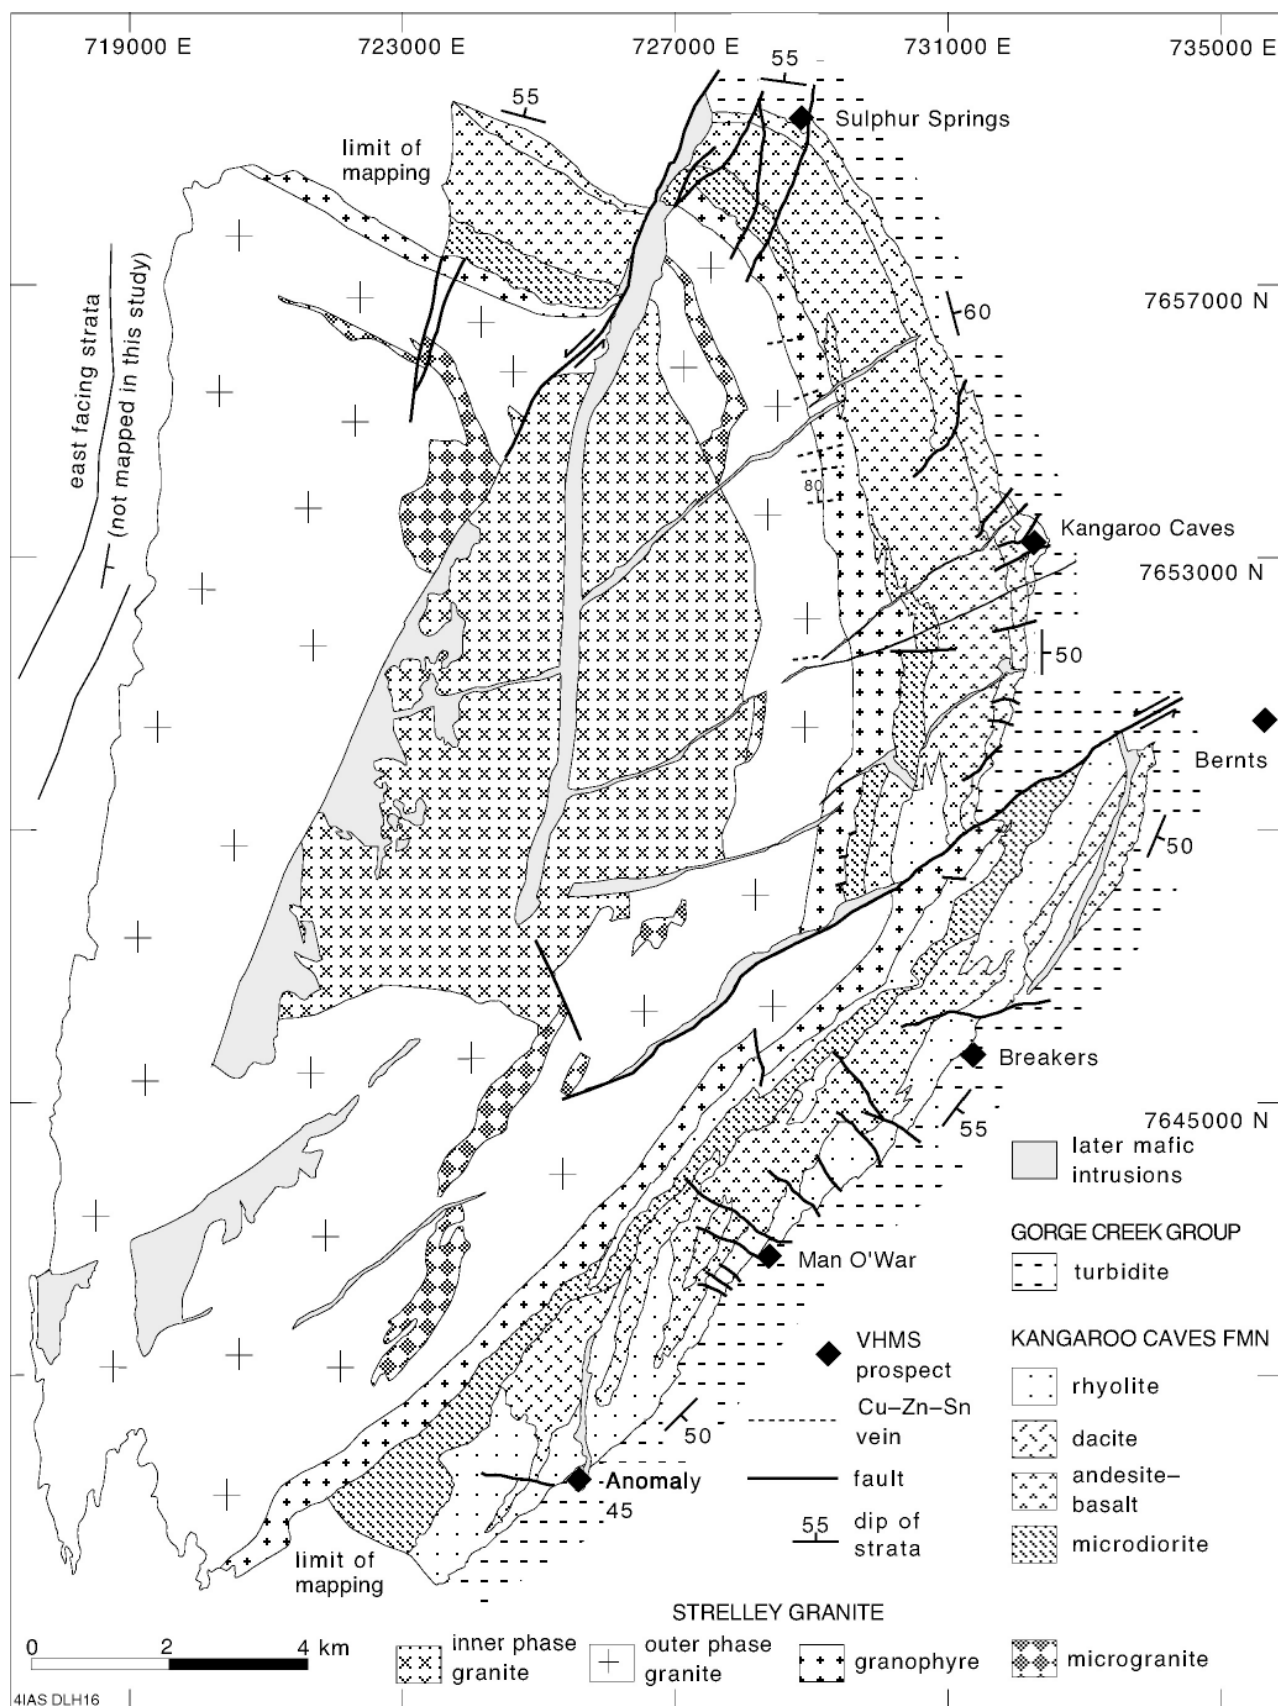 719000 E
723000 E
727000 E
731000 E
735000 E
55
55
Sulphur Springs
limit of
mapping
60
7657000 N
east facing strata
(not mapped in this study)
80
Kangaroo Caves
7653000 N
50
Bernts
50
Breakers
55
7645000 N
later mafic
intrusions
GORGE CREEK GROUP
turbidite
Man O'War
KANGAROO CAVES FMN
VHMS
prospect
rhyolite
Cu–Zn–Sn
vein
dacite
50
andesite–
basalt
fault
Anomaly
45
55
dip of
strata
microdiorite
limit of
mapping
STRELLEY GRANITE
0 2 4 km
inner phase
granite
outer phase
granite
granophyre
microgranite
4IAS DLH16